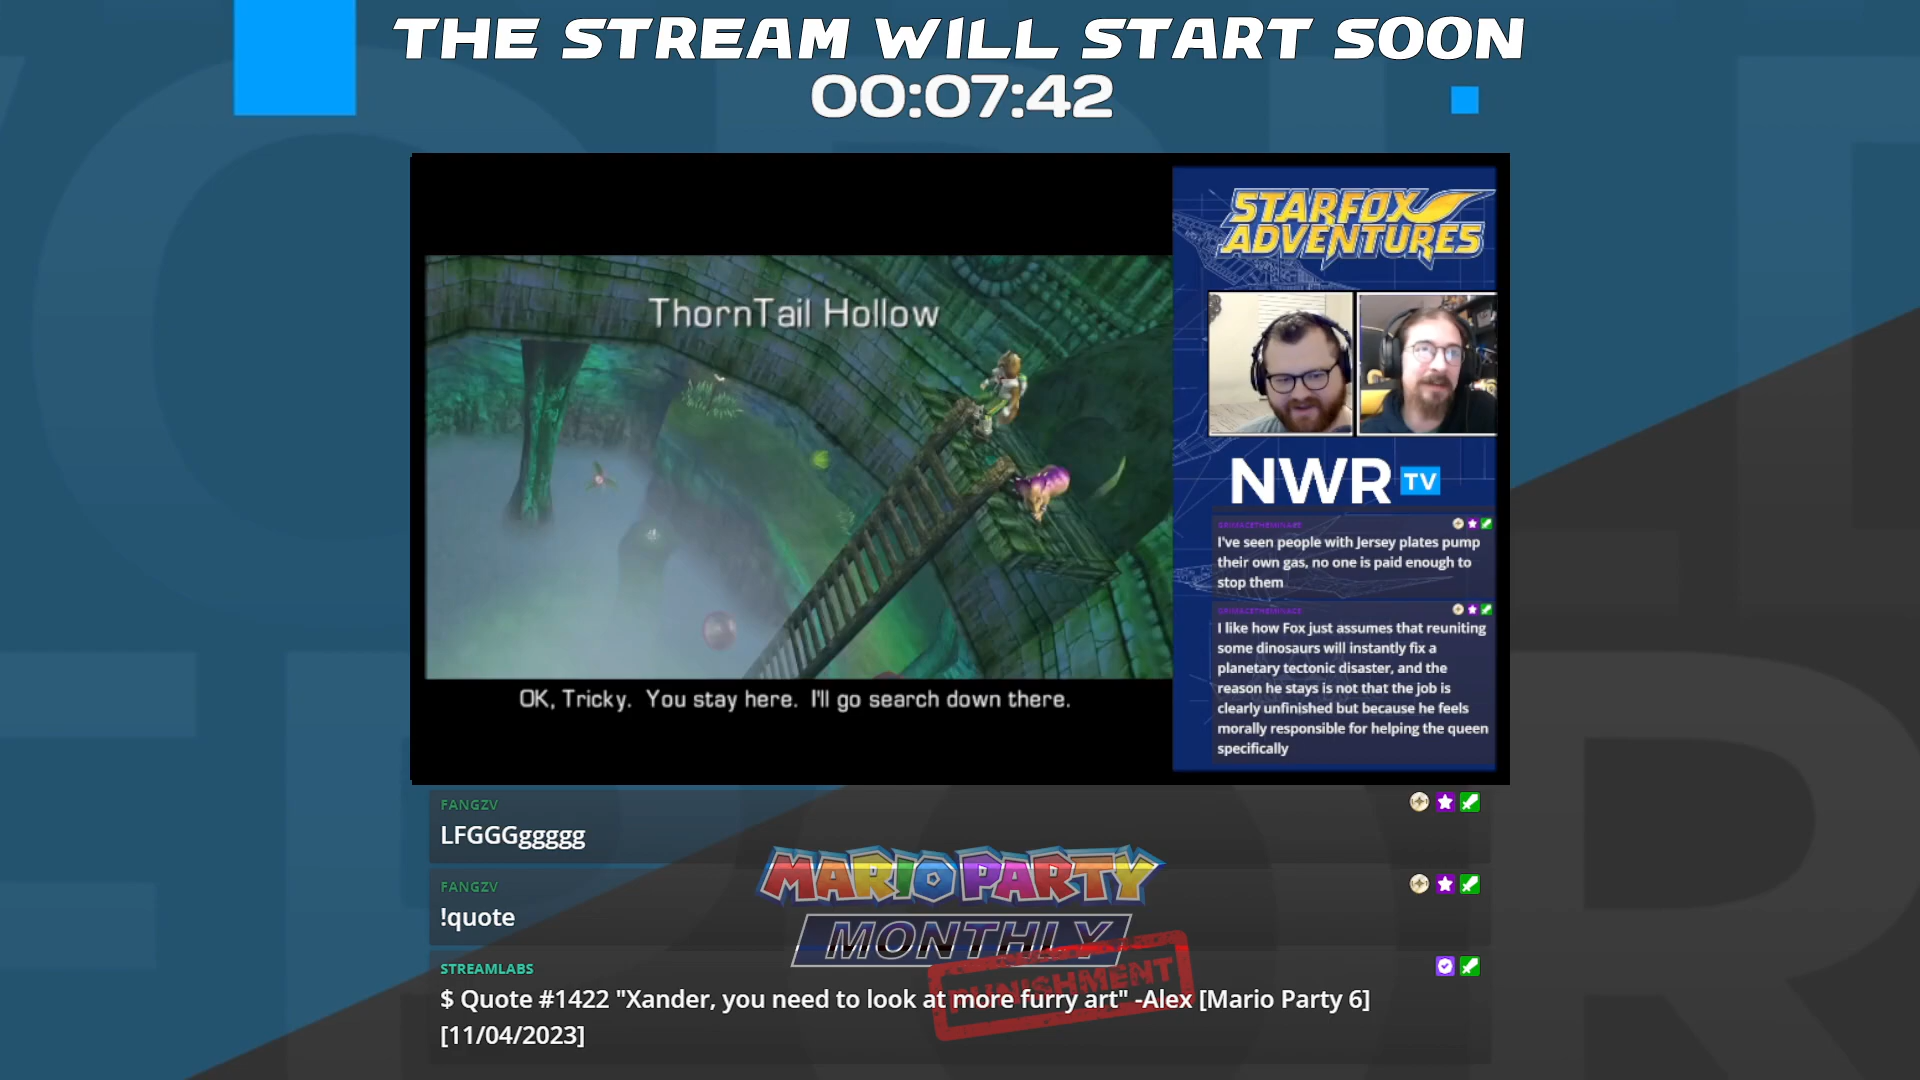 THE STREAM WILL START SOON
00:07:42
STARFOX
ADVENTURES
ThornTail Hollow
OK, Tricky. You stay here. I'll go search down there.
NWR TV
GRIMACETHEMINACE
I've seen people with Jersey plates pump
their own gas, no one is paid enough to
stop them
GRIMACETHEMINACE
I like how Fox just assumes that reuniting
some dinosaurs will instantly fix a
planetary tectonic disaster, and the
reason he stays is not that the job is
clearly unfinished but because he feels
morally responsible for helping the queen
specifically
FANGZV
LFGGGggggg
FANGZV
!quote
MARIO PARTY
MONTHLY
PUNISHMENT
STREAMLABS
$ Quote #1422 "Xander, you need to look at more furry art" -Alex [Mario Party 6]
[11/04/2023]